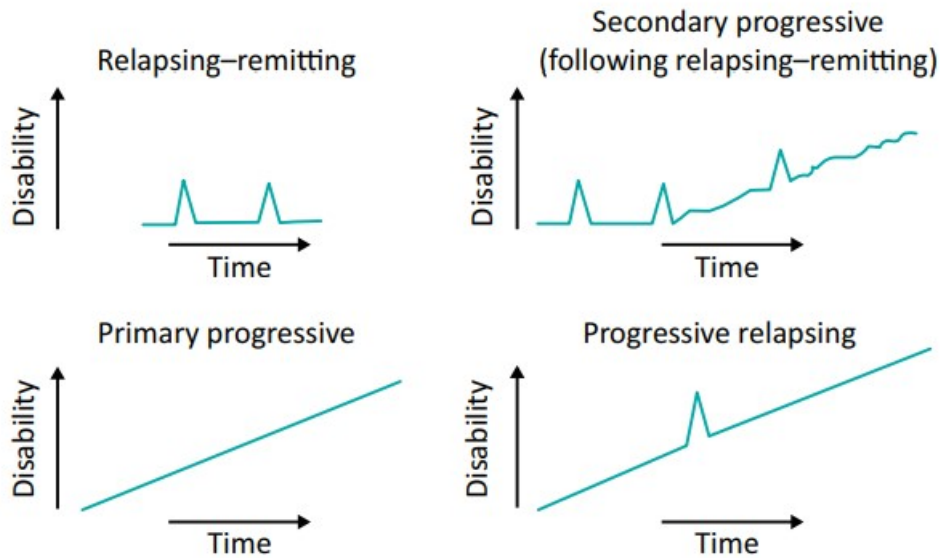 Relapsing–remitting
Disability
Time
Secondary progressive
(following relapsing–remitting)
Disability
Time
Primary progressive
Disability
Time
Progressive relapsing
Disability
Time